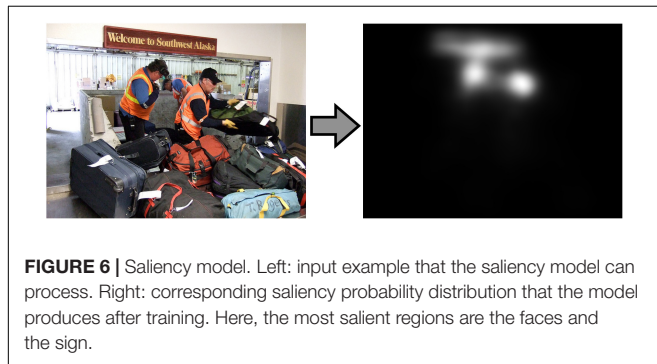 Welcome to Southwest Alaska
FIGURE 6 | Saliency model. Left: input example that the saliency model can
process. Right: corresponding saliency probability distribution that the model
produces after training. Here, the most salient regions are the faces and
the sign.